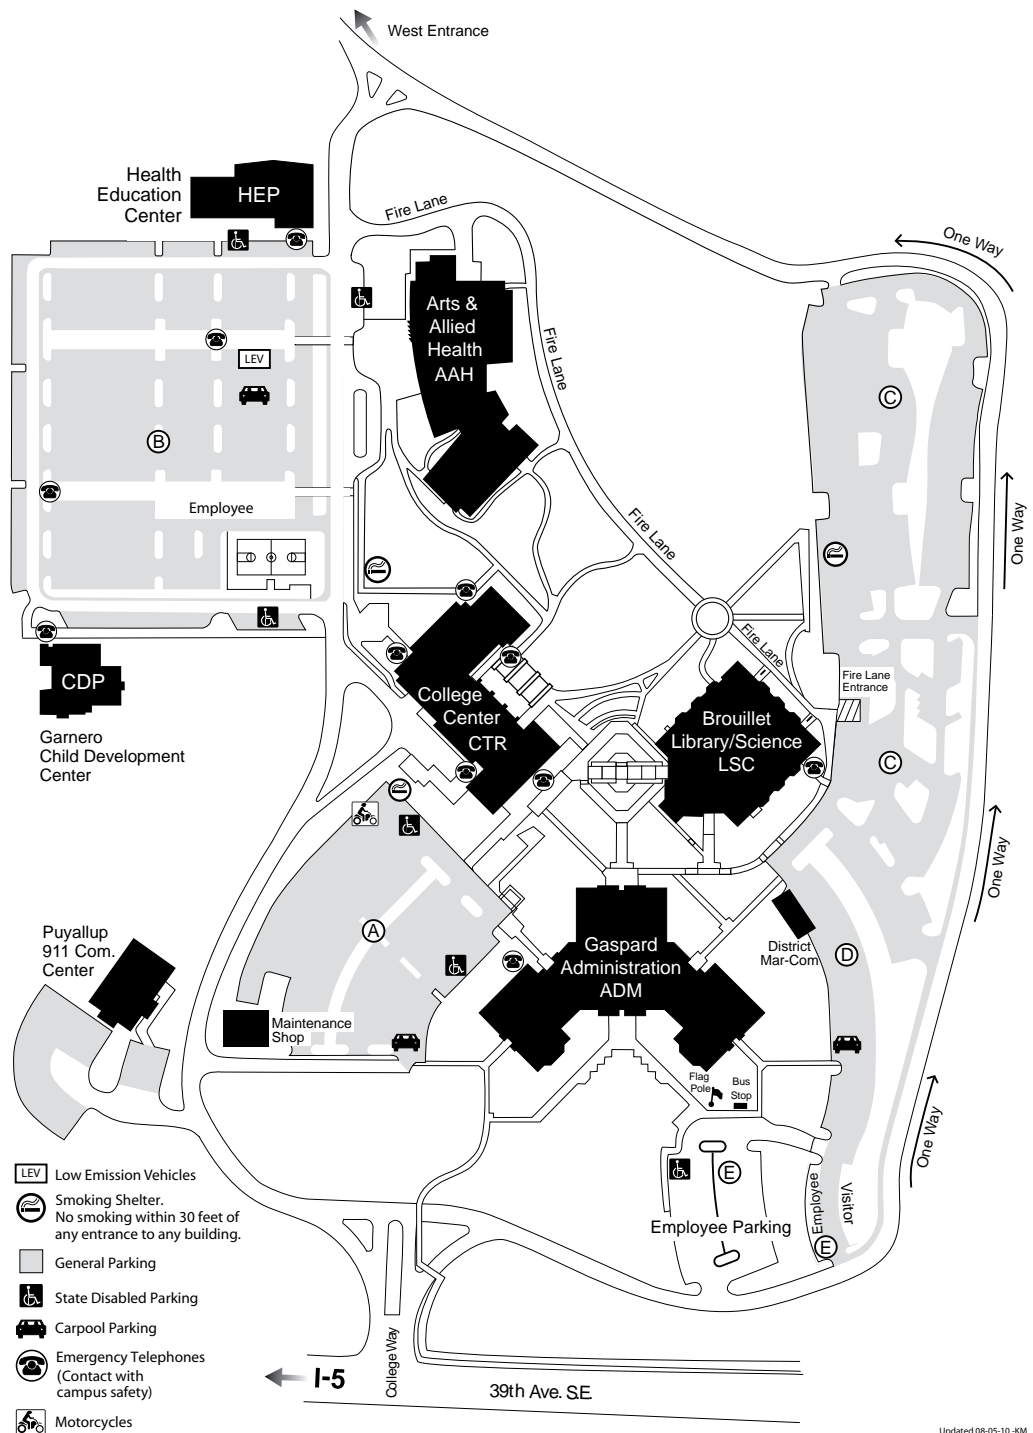 West Entrance
Health
Education
Center
HEP
Fire Lane
One Way
Arts &
Allied
Health
AAH
Fire Lane
LEV
C
B
Employee
One Way
Fire Lane
Fire Lane
CDP
Garnero
Child Development
Center
College
Center
CTR
Brouillet
Library/Science
LSC
Fire Lane
Entrance
C
One Way
A
Puyallup
911 Com.
Center
Gaspard
Administration
ADM
District
Mar-Com
D
Maintenance
Shop
Flag
Pole
Bus
Stop
One Way
E
Employee
Visitor
Employee Parking
E
LEV
Low Emission Vehicles
Smoking Shelter.
No smoking within 30 feet of
any entrance to any building.
General Parking
State Disabled Parking
Carpool Parking
Emergency Telephones
(Contact with
campus safety)
Motorcycles
I-5
College Way
39th Ave. S.E.
Updated 08-05-10 -KM